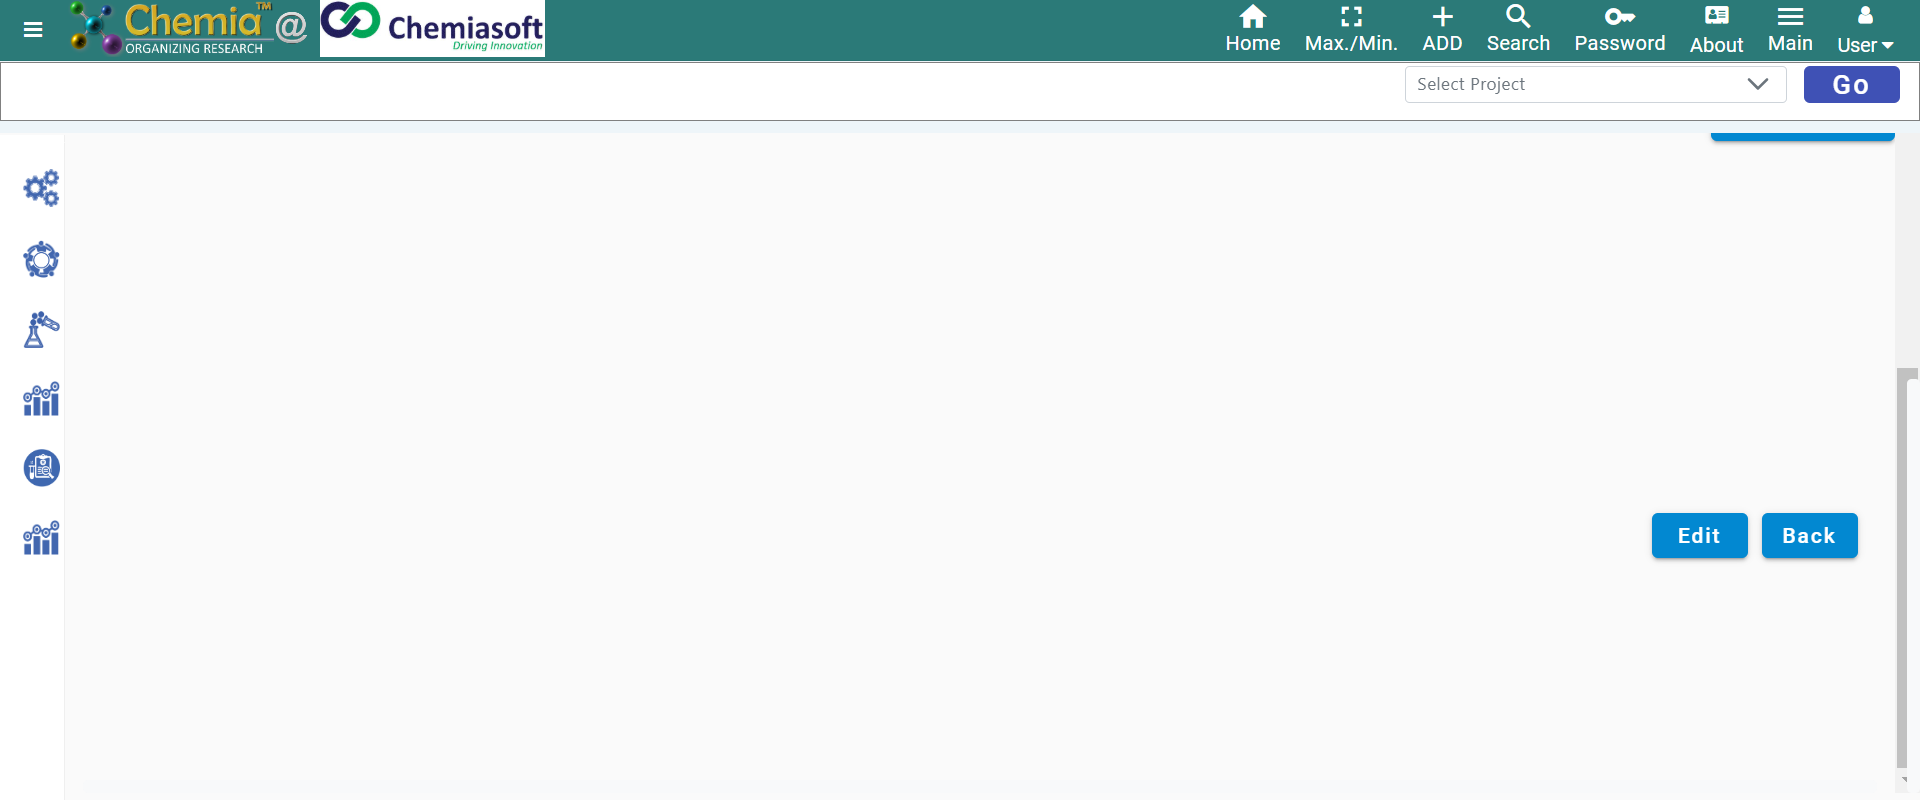 Chemia™
ORGANIZING RESEARCH
@
Chemiasoft
Driving Innovation
Home
Max./Min.
ADD
Search
Password
About
Main
User
Select Project
Go
Edit
Back